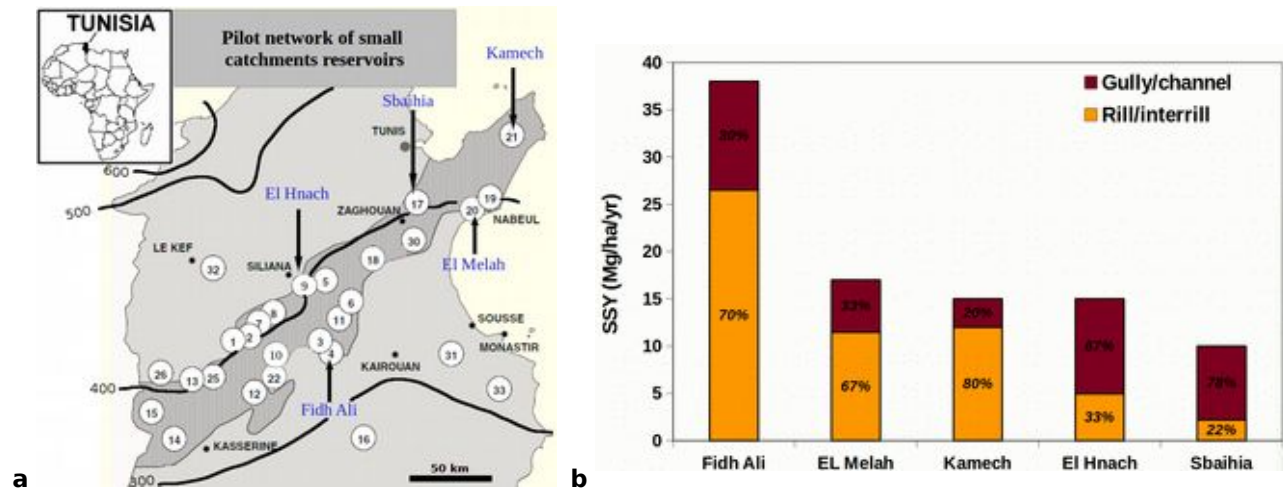 TUNISIA
Pilot network of small
catchments reservoirs
Kamech
Sbaihia
TUNIS
21
600
500
El Hnach
ZAGHOUAN
17
19
20
NABEUL
LE KEF
32
SILIANA
30
18
El Melah
9
5
6
8
7
11
2
1
3
4
10
SOUSSE
MONASTIR
31
KAIROUAN
26
13
25
22
12
33
400
15
Fidh Ali
14
KASSERINE
16
300
50 km
a
b
SSY (Mg/ha/yr)
40
35
30
25
20
15
10
5
0
Gully/channel
Rill/interrill
30%
70%
33%
67%
20%
80%
67%
33%
78%
22%
Fidh Ali
EL Melah
Kamech
El Hnach
Sbaihia